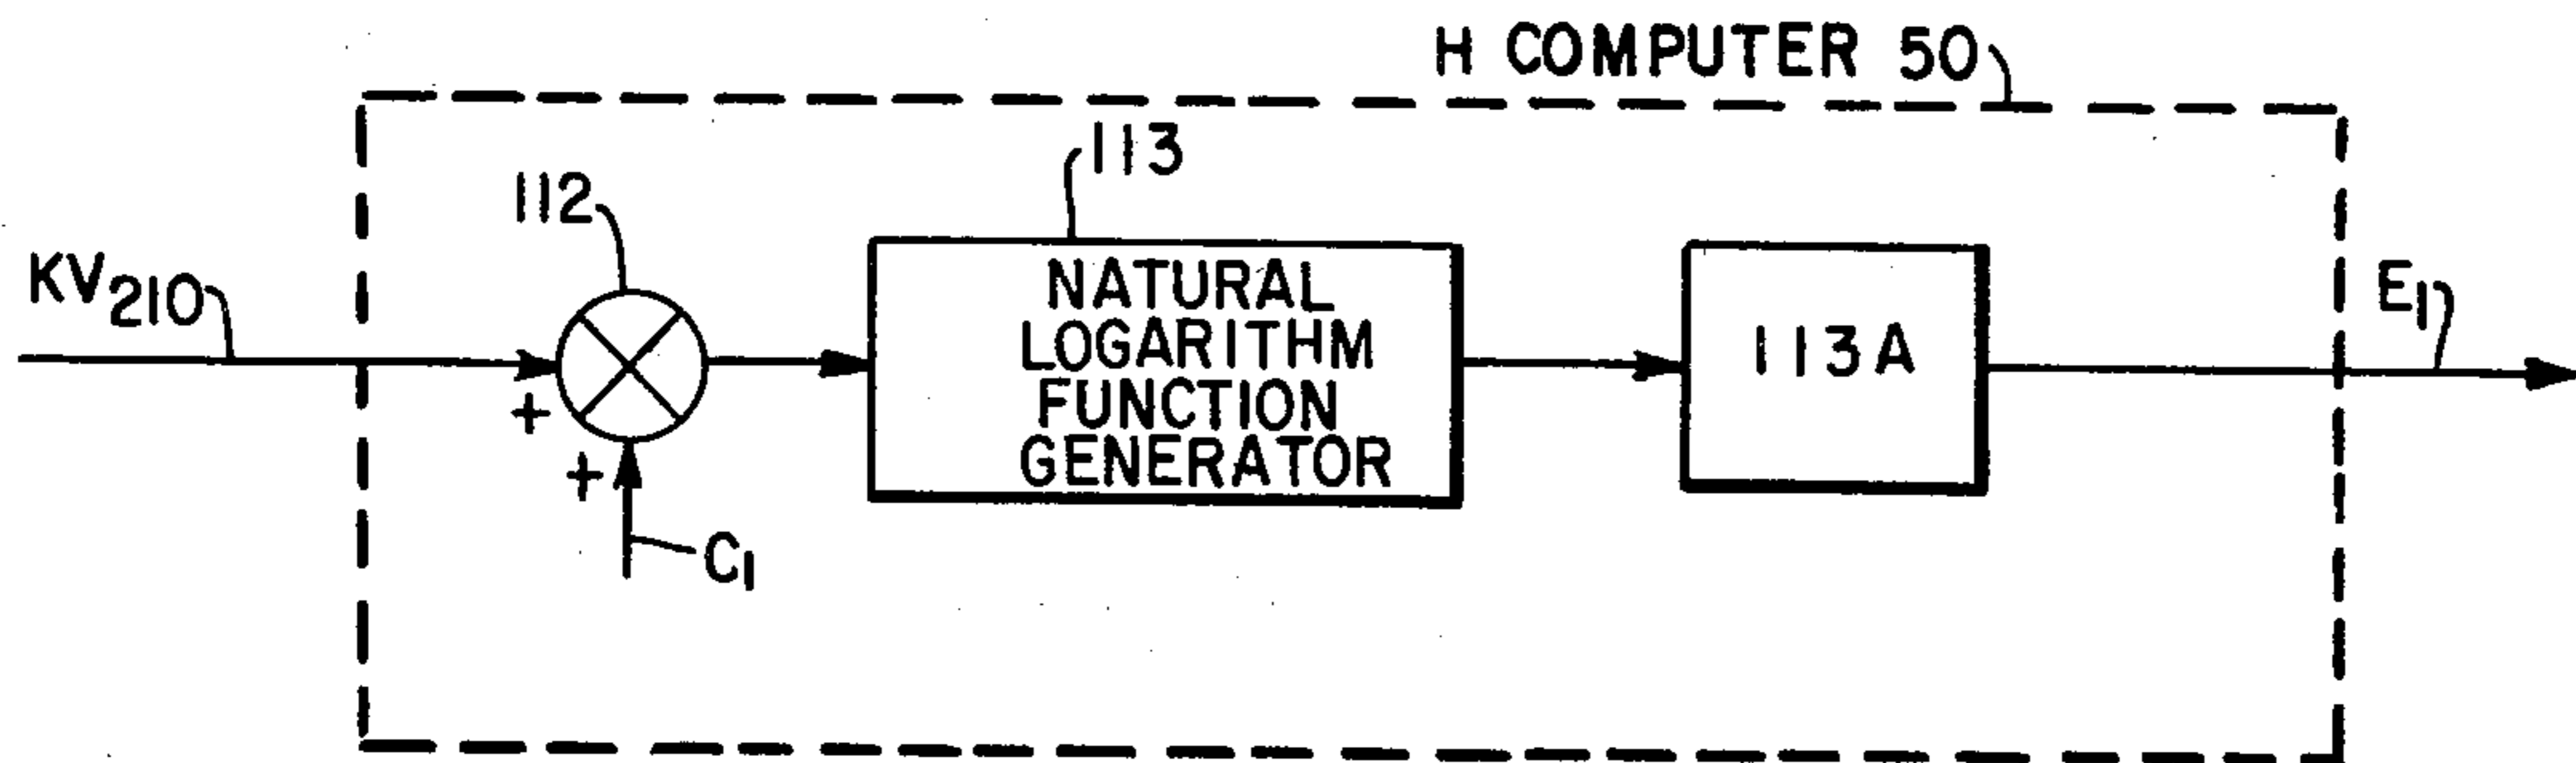 H COMPUTER 50
113
112
KV210
NATURAL
LOGARITHM
FUNCTION
GENERATOR
113A
E1
+
+
C1